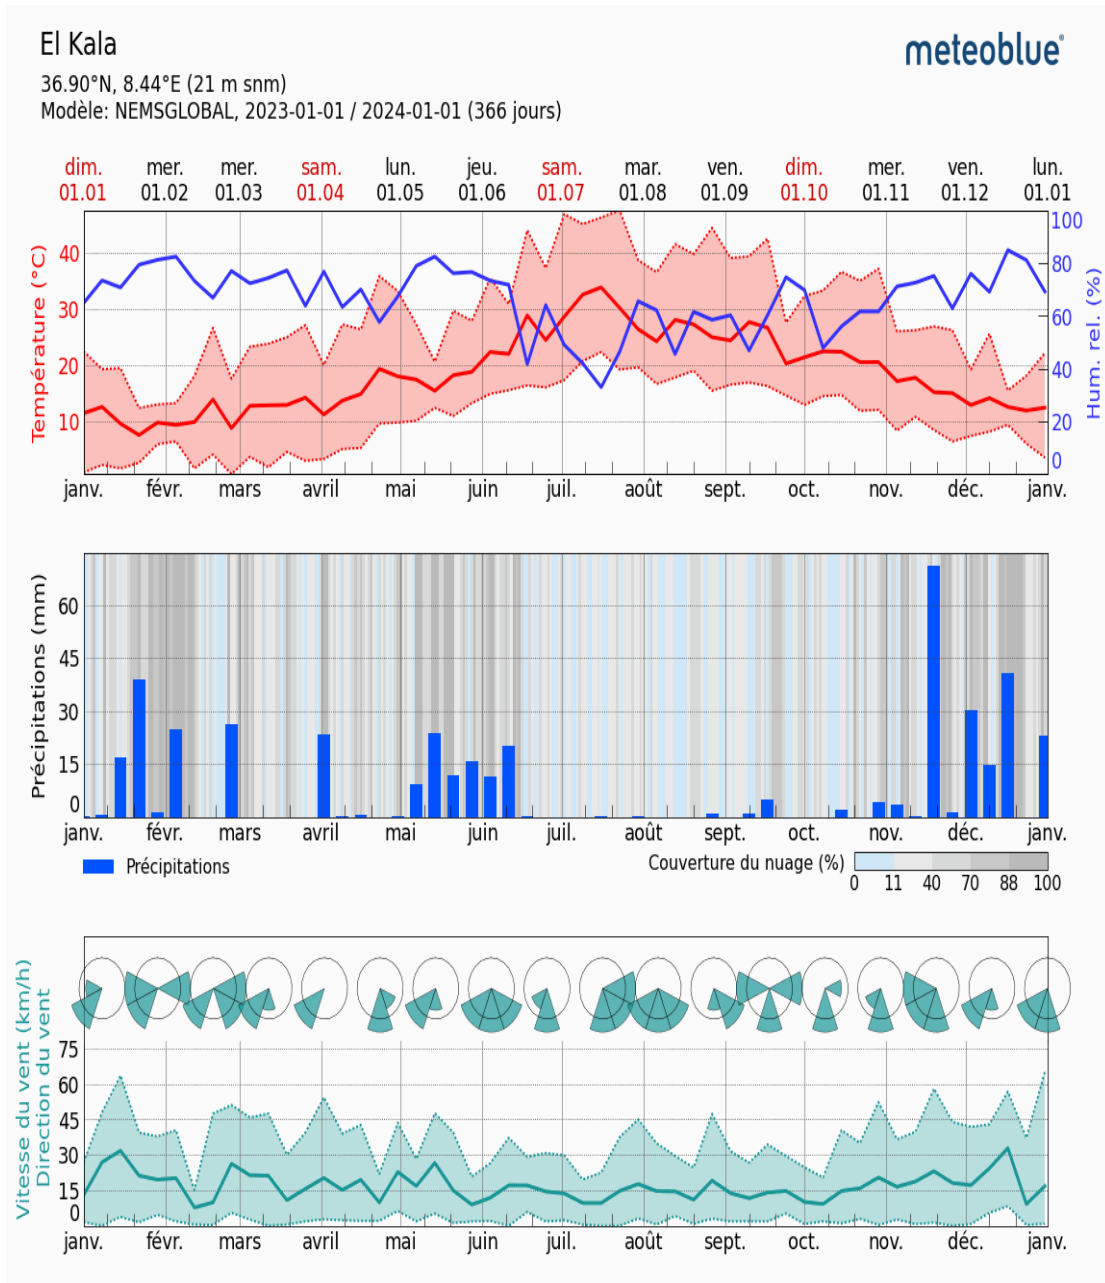 El Kala
meteoblue®
36.90°N, 8.44°E (21 m snm)
Modèle: NEMSGLOBAL, 2023-01-01 / 2024-01-01 (366 jours)
dim. mer. mer. sam. lun. jeu. sam. mar. ven. dim. mer. ven. lun.
01.01 01.02 01.03 01.04 01.05 01.06 01.07 01.08 01.09 01.10 01.11 01.12 01.01
Température (°C)
40
30
20
10
Hum. rel. (%)
100
80
60
40
20
0
janv. févr. mars avril mai juin juil. août sept. oct. nov. déc. janv.
Précipitations (mm)
60
45
30
15
0
janv. févr. mars avril mai juin juil. août sept. oct. nov. déc. janv.
Précipitations
Couverture du nuage (%)
0 11 40 70 88 100
Vitesse du vent (km/h)
Direction du vent
75
60
45
30
15
0
janv. févr. mars avril mai juin juil. août sept. oct. nov. déc. janv.